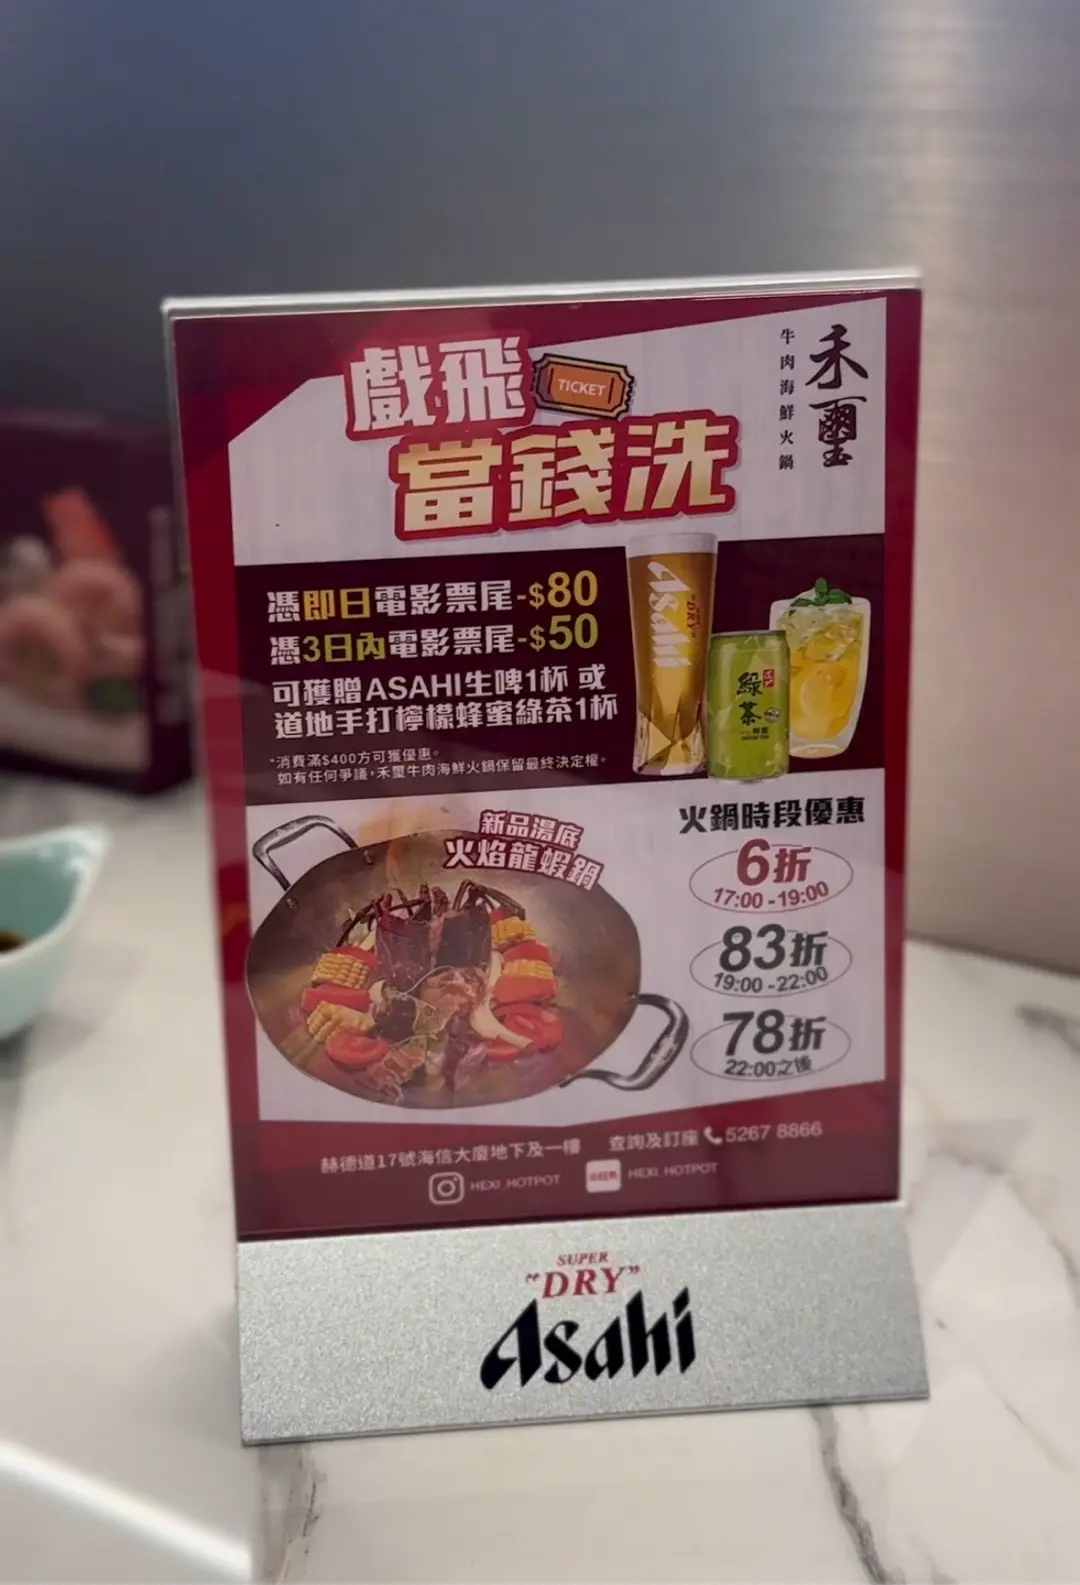 戲飛
TICKET
當錢洗
禾璽
牛肉海鮮火鍋
憑即日電影票尾-$80
憑3日內電影票尾-$50
可獲贈ASAHI生啤1杯 或
道地手打檸檬蜂蜜綠茶1杯
*消費滿$400方可獲優惠。
如有任何爭議，禾璽牛肉海鮮火鍋保留最終決定權。
Asahi
"DRY"
綠茶
新品湯底
火焰龍蝦鍋
火鍋時段優惠
6折
17:00 -19:00
83折
19:00 -22:00
78折
22:00之後
赫德道17號海信大廈地下及一樓
查詢及訂座 5267 8866
HEXI_HOTPOT
小红书
HEXI_HOTPOT
SUPER
"DRY"
Asahi